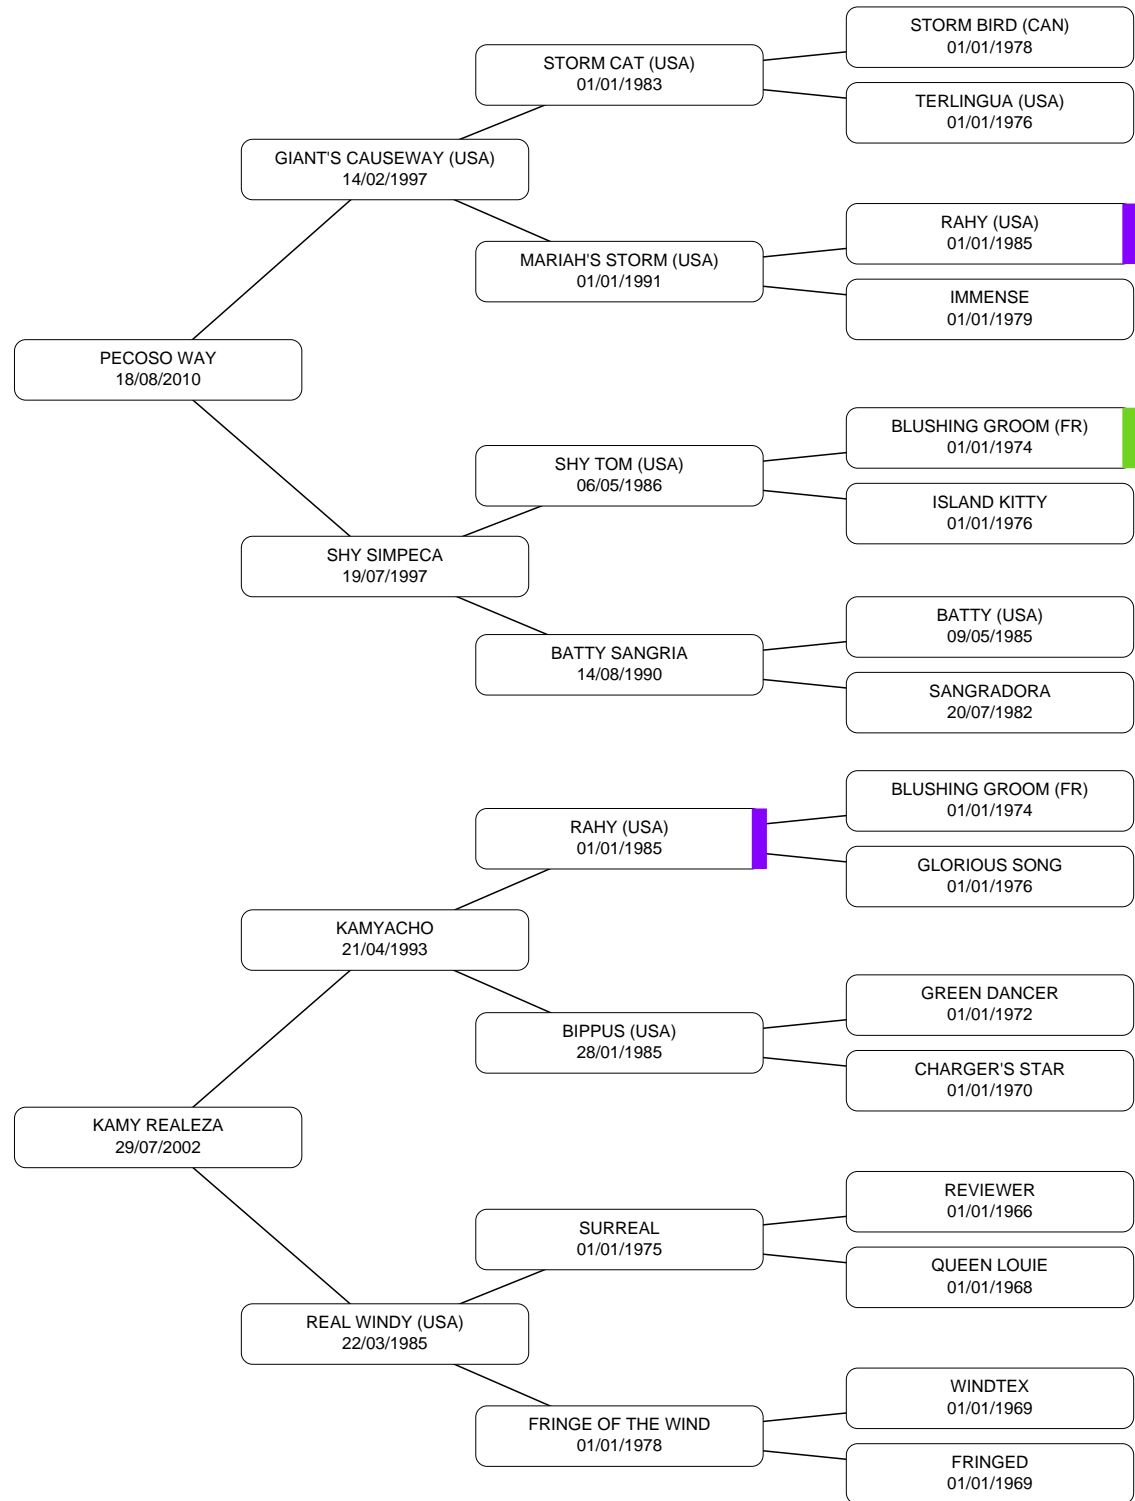 STORM BIRD (CAN)
01/01/1978
STORM CAT (USA)
01/01/1983
TERLINGUA (USA)
01/01/1976
GIANT'S CAUSEWAY (USA)
14/02/1997
RAHY (USA)
01/01/1985
MARIAH'S STORM (USA)
01/01/1991
IMMENSE
01/01/1979
PECOSO WAY
18/08/2010
BLUSHING GROOM (FR)
01/01/1974
SHY TOM (USA)
06/05/1986
ISLAND KITTY
01/01/1976
SHY SIMPECA
19/07/1997
BATTY (USA)
09/05/1985
BATTY SANGRIA
14/08/1990
SANGRADORA
20/07/1982
BLUSHING GROOM (FR)
01/01/1974
RAHY (USA)
01/01/1985
GLORIOUS SONG
01/01/1976
KAMYACHO
21/04/1993
GREEN DANCER
01/01/1972
BIPPUS (USA)
28/01/1985
CHARGER'S STAR
01/01/1970
KAMY REALEZA
29/07/2002
REVIEWER
01/01/1966
SURREAL
01/01/1975
QUEEN LOUIE
01/01/1968
REAL WINDY (USA)
22/03/1985
WINDTEX
01/01/1969
FRINGE OF THE WIND
01/01/1978
FRINGED
01/01/1969